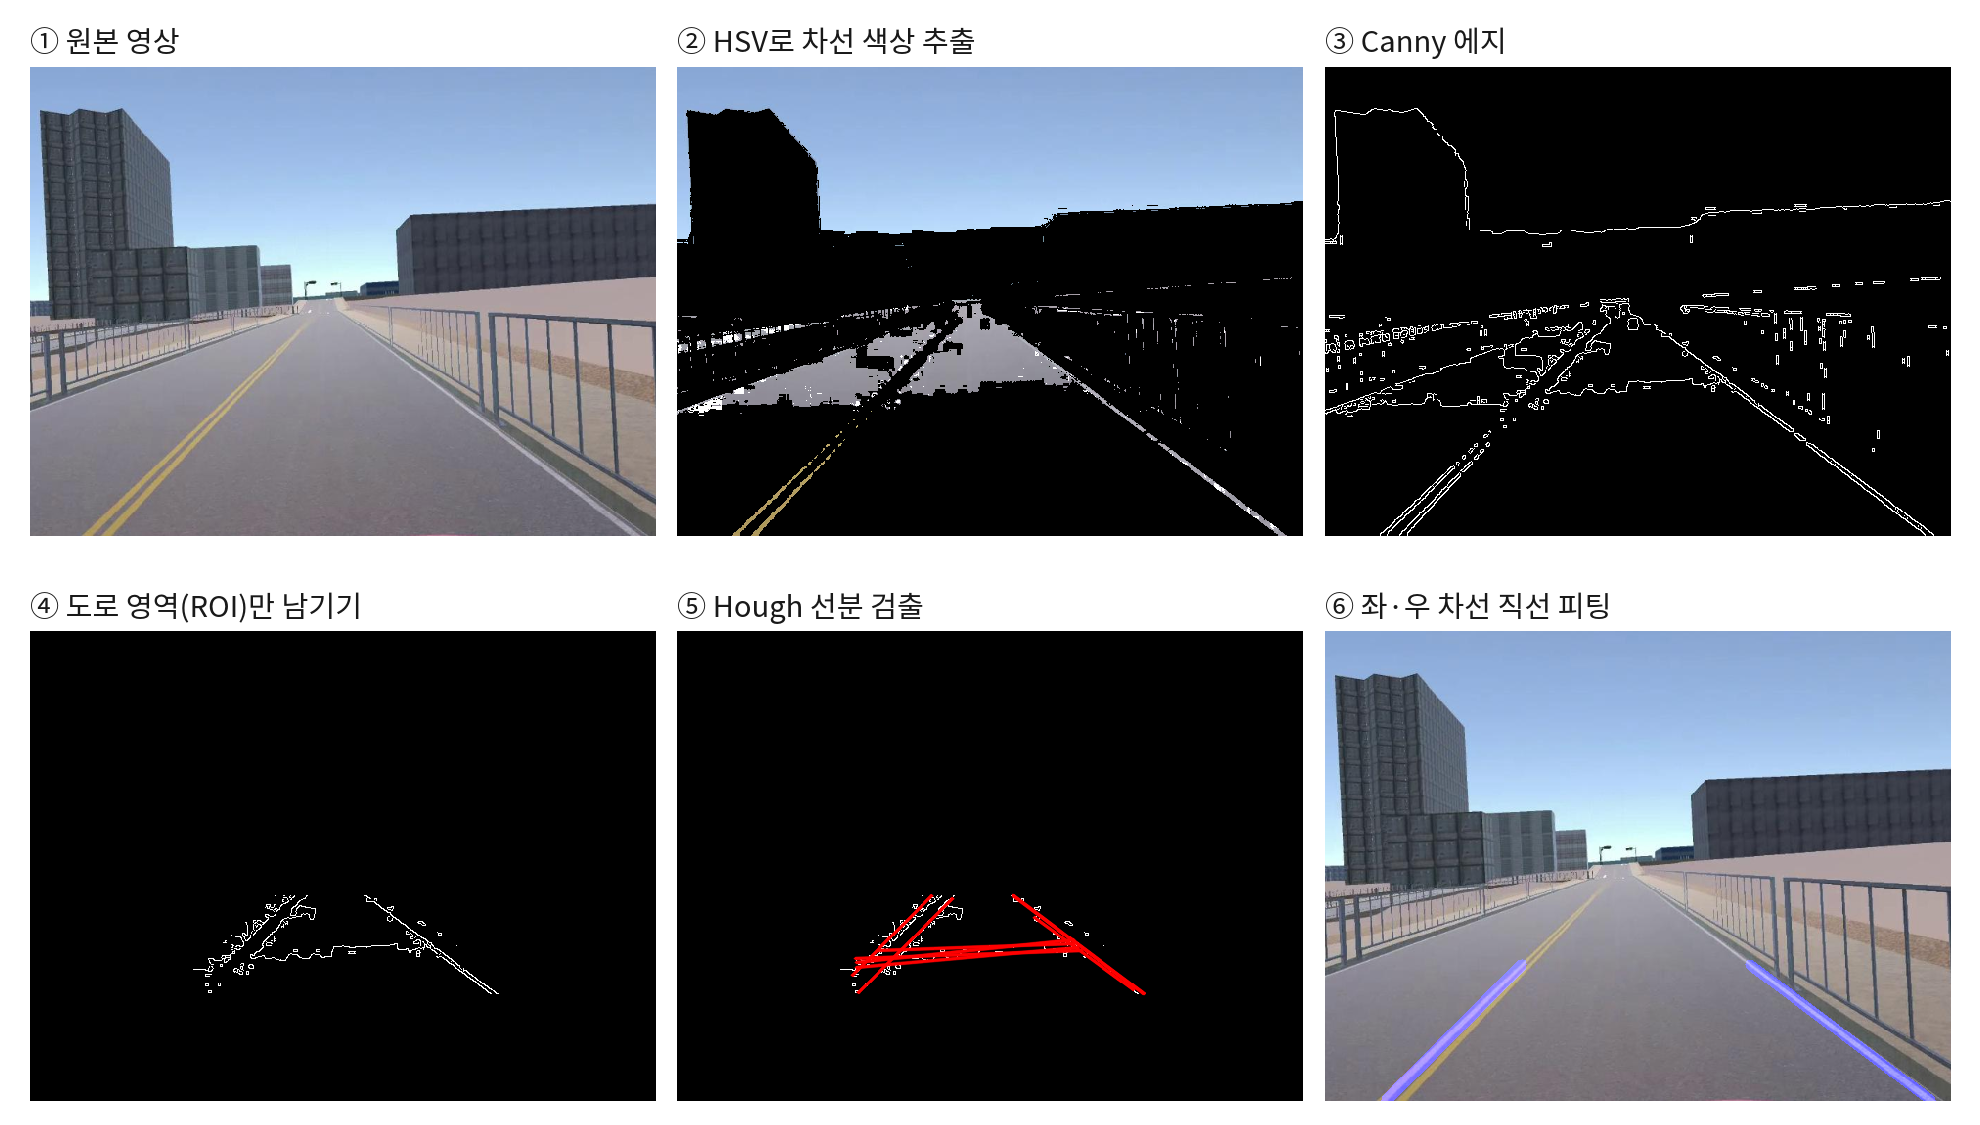 ① 원본 영상
② HSV로 차선 색상 추출
③ Canny 에지
④ 도로 영역(ROI)만 남기기
⑤ Hough 선분 검출
⑥ 좌·우 차선 직선 피팅